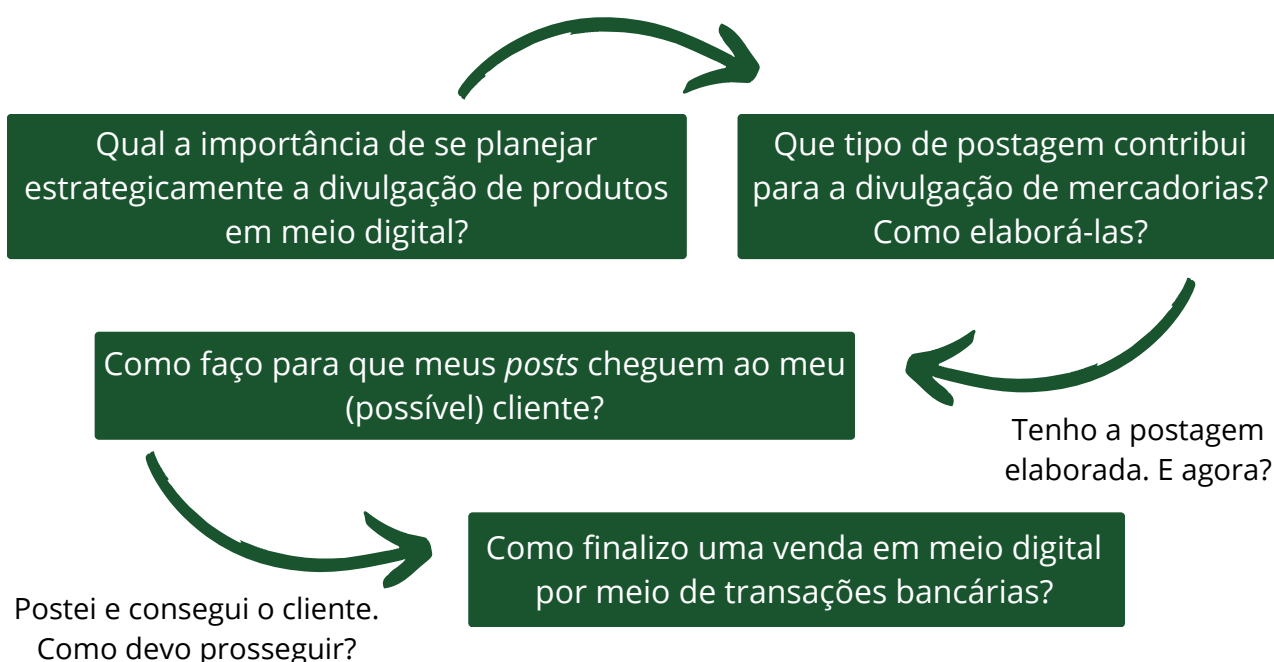 Qual a importância de se planejar
estrategicamente a divulgação de produtos
em meio digital?
Que tipo de postagem contribui
para a divulgação de mercadorias?
Como elaborá-las?
Como faço para que meus posts cheguem ao meu
(possível) cliente?
Tenho a postagem
elaborada. E agora?
Como finalizo uma venda em meio digital
por meio de transações bancárias?
Postei e consegui o cliente.
Como devo prosseguir?